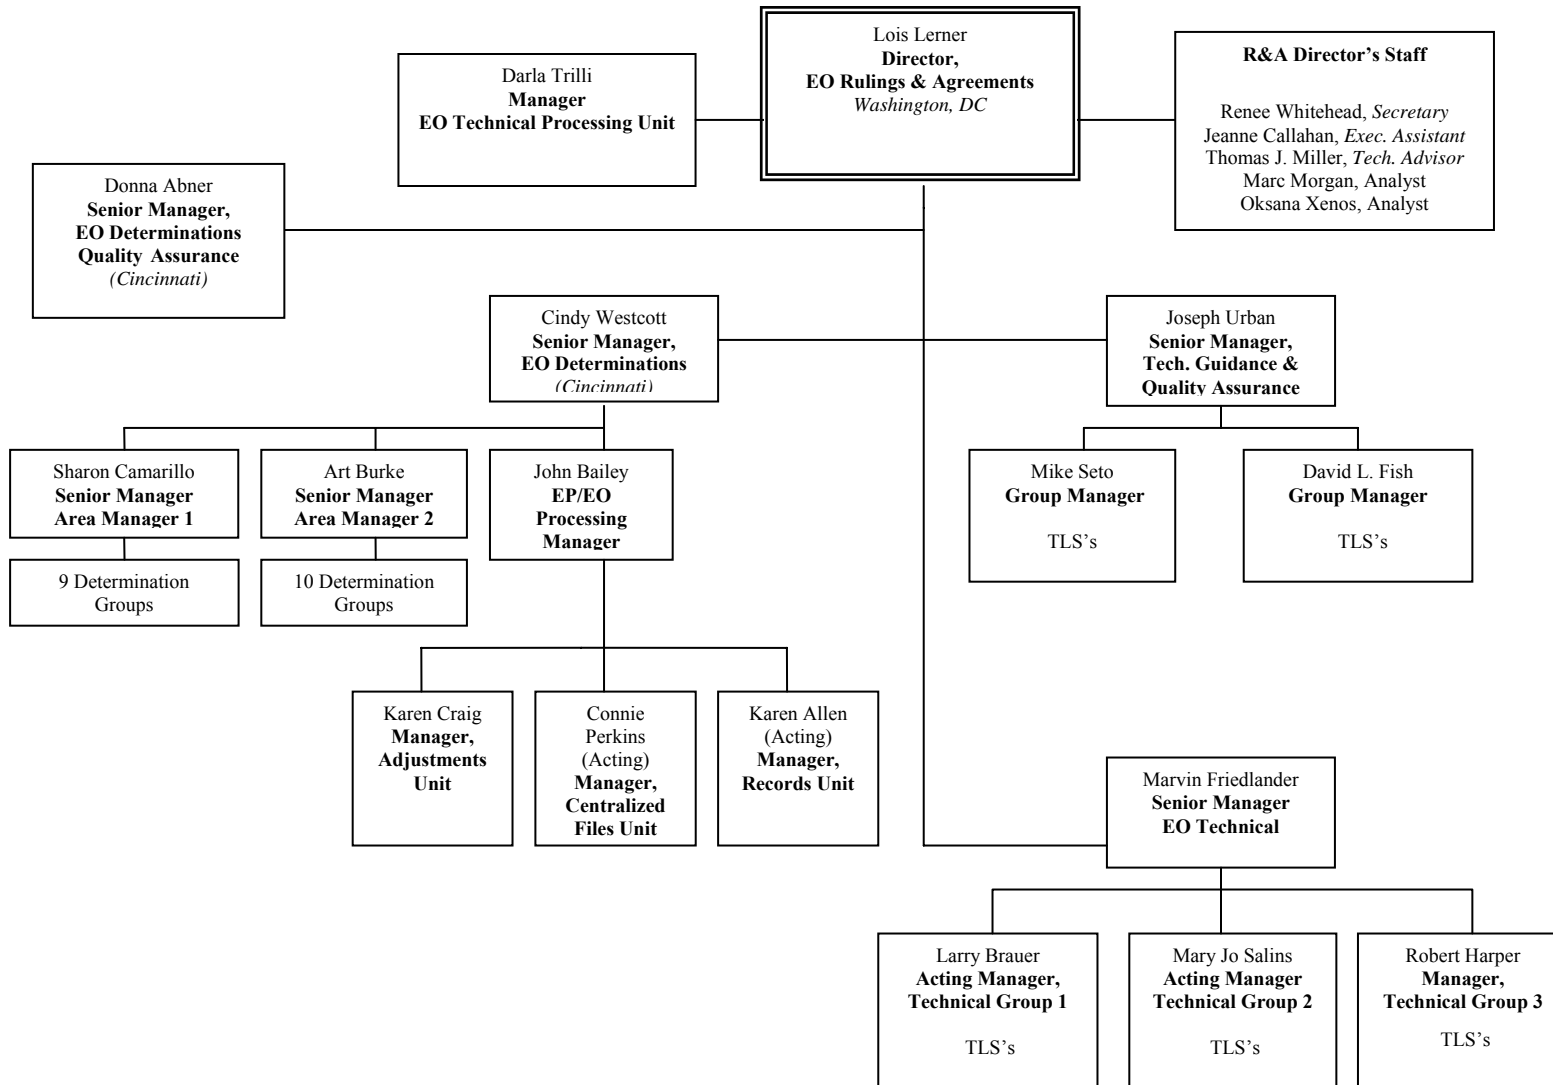 Lois Lerner
Director,
EO Rulings & Agreements
Washington, DC
Darla Trilli
Manager
EO Technical Processing Unit
R&A Director’s Staff
Renee Whitehead, Secretary
Jeanne Callahan, Exec. Assistant
Thomas J. Miller, Tech. Advisor
Marc Morgan, Analyst
Oksana Xenos, Analyst
Donna Abner
Senior Manager,
EO Determinations
Quality Assurance
(Cincinnati)
Cindy Westcott
Senior Manager,
EO Determinations
(Cincinnati)
Joseph Urban
Senior Manager,
Tech. Guidance &
Quality Assurance
Sharon Camarillo
Senior Manager
Area Manager 1
Art Burke
Senior Manager
Area Manager 2
John Bailey
EP/EO
Processing
Manager
Mike Seto
Group Manager
TLS’s
David L. Fish
Group Manager
TLS’s
9 Determination
Groups
10 Determination
Groups
Karen Craig
Manager,
Adjustments
Unit
Connie
Perkins
(Acting)
Manager,
Centralized
Files Unit
Karen Allen
(Acting)
Manager,
Records Unit
Marvin Friedlander
Senior Manager
EO Technical
Larry Brauer
Acting Manager,
Technical Group 1
TLS’s
Mary Jo Salins
Acting Manager
Technical Group 2
TLS’s
Robert Harper
Manager,
Technical Group 3
TLS’s